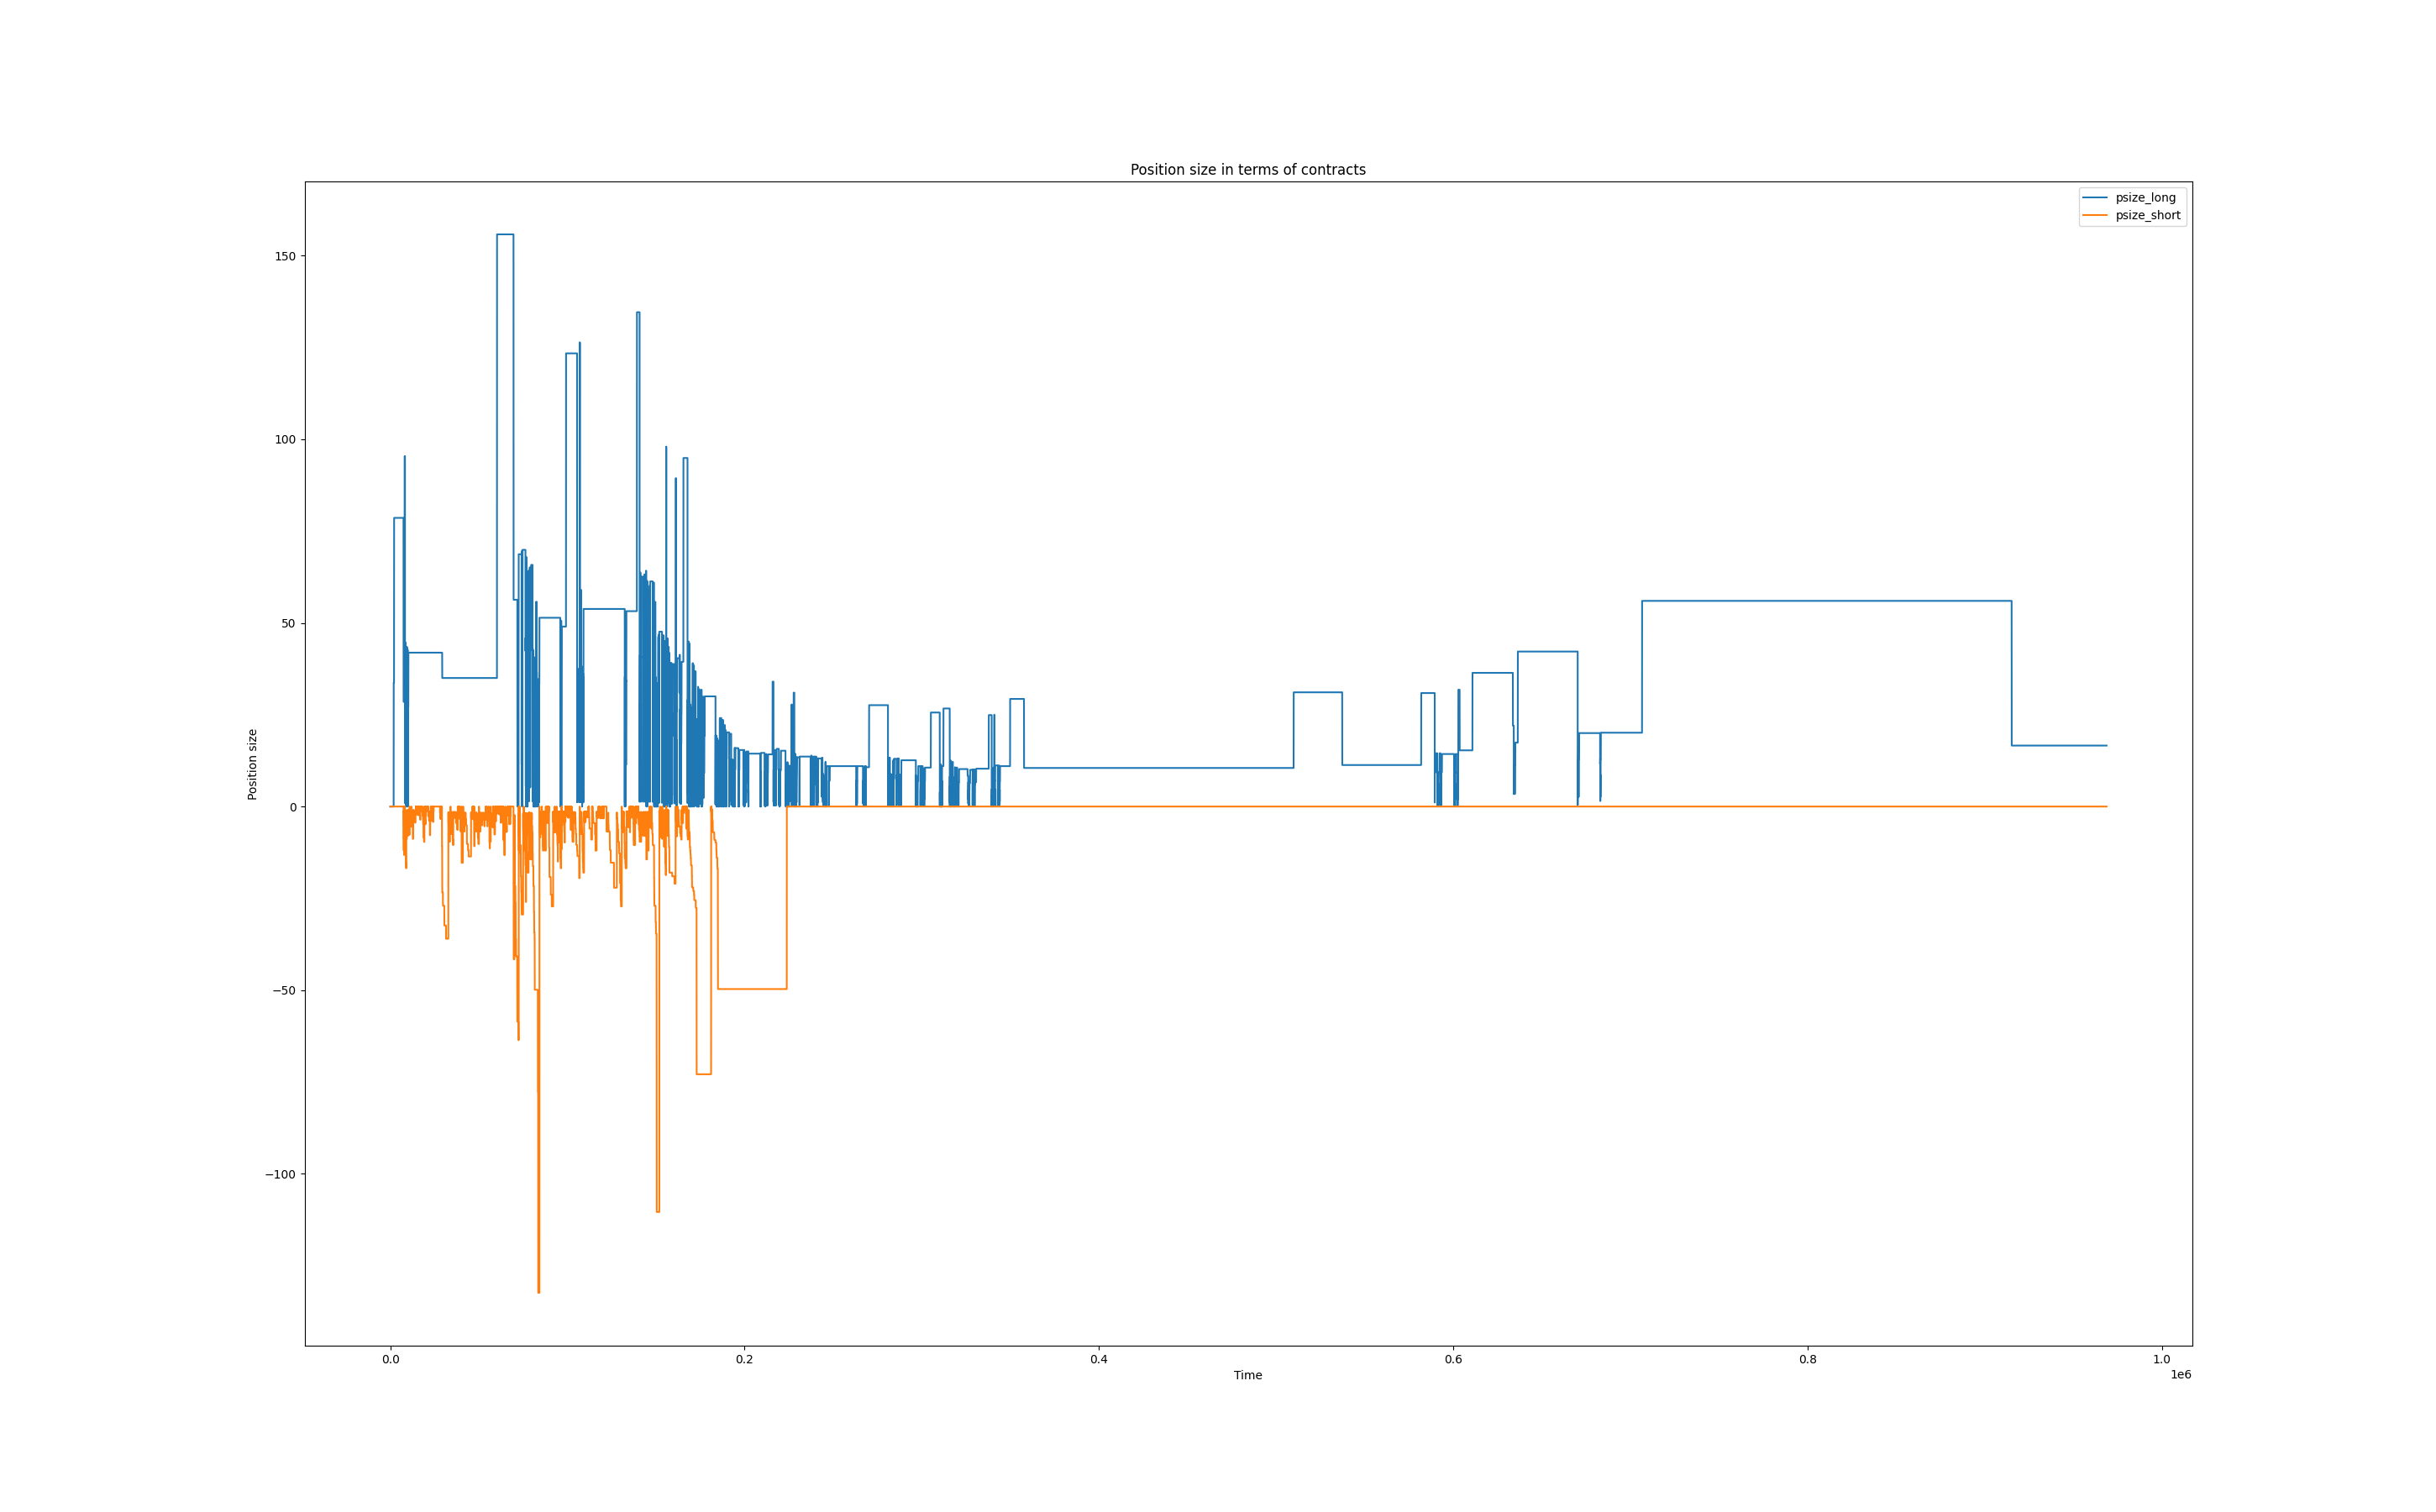 Position size in terms of contracts
psize_long
psize_short
Position size
150
100
50
0
−50
−100
0.0
0.2
0.4
0.6
0.8
1.0
Time
1e6